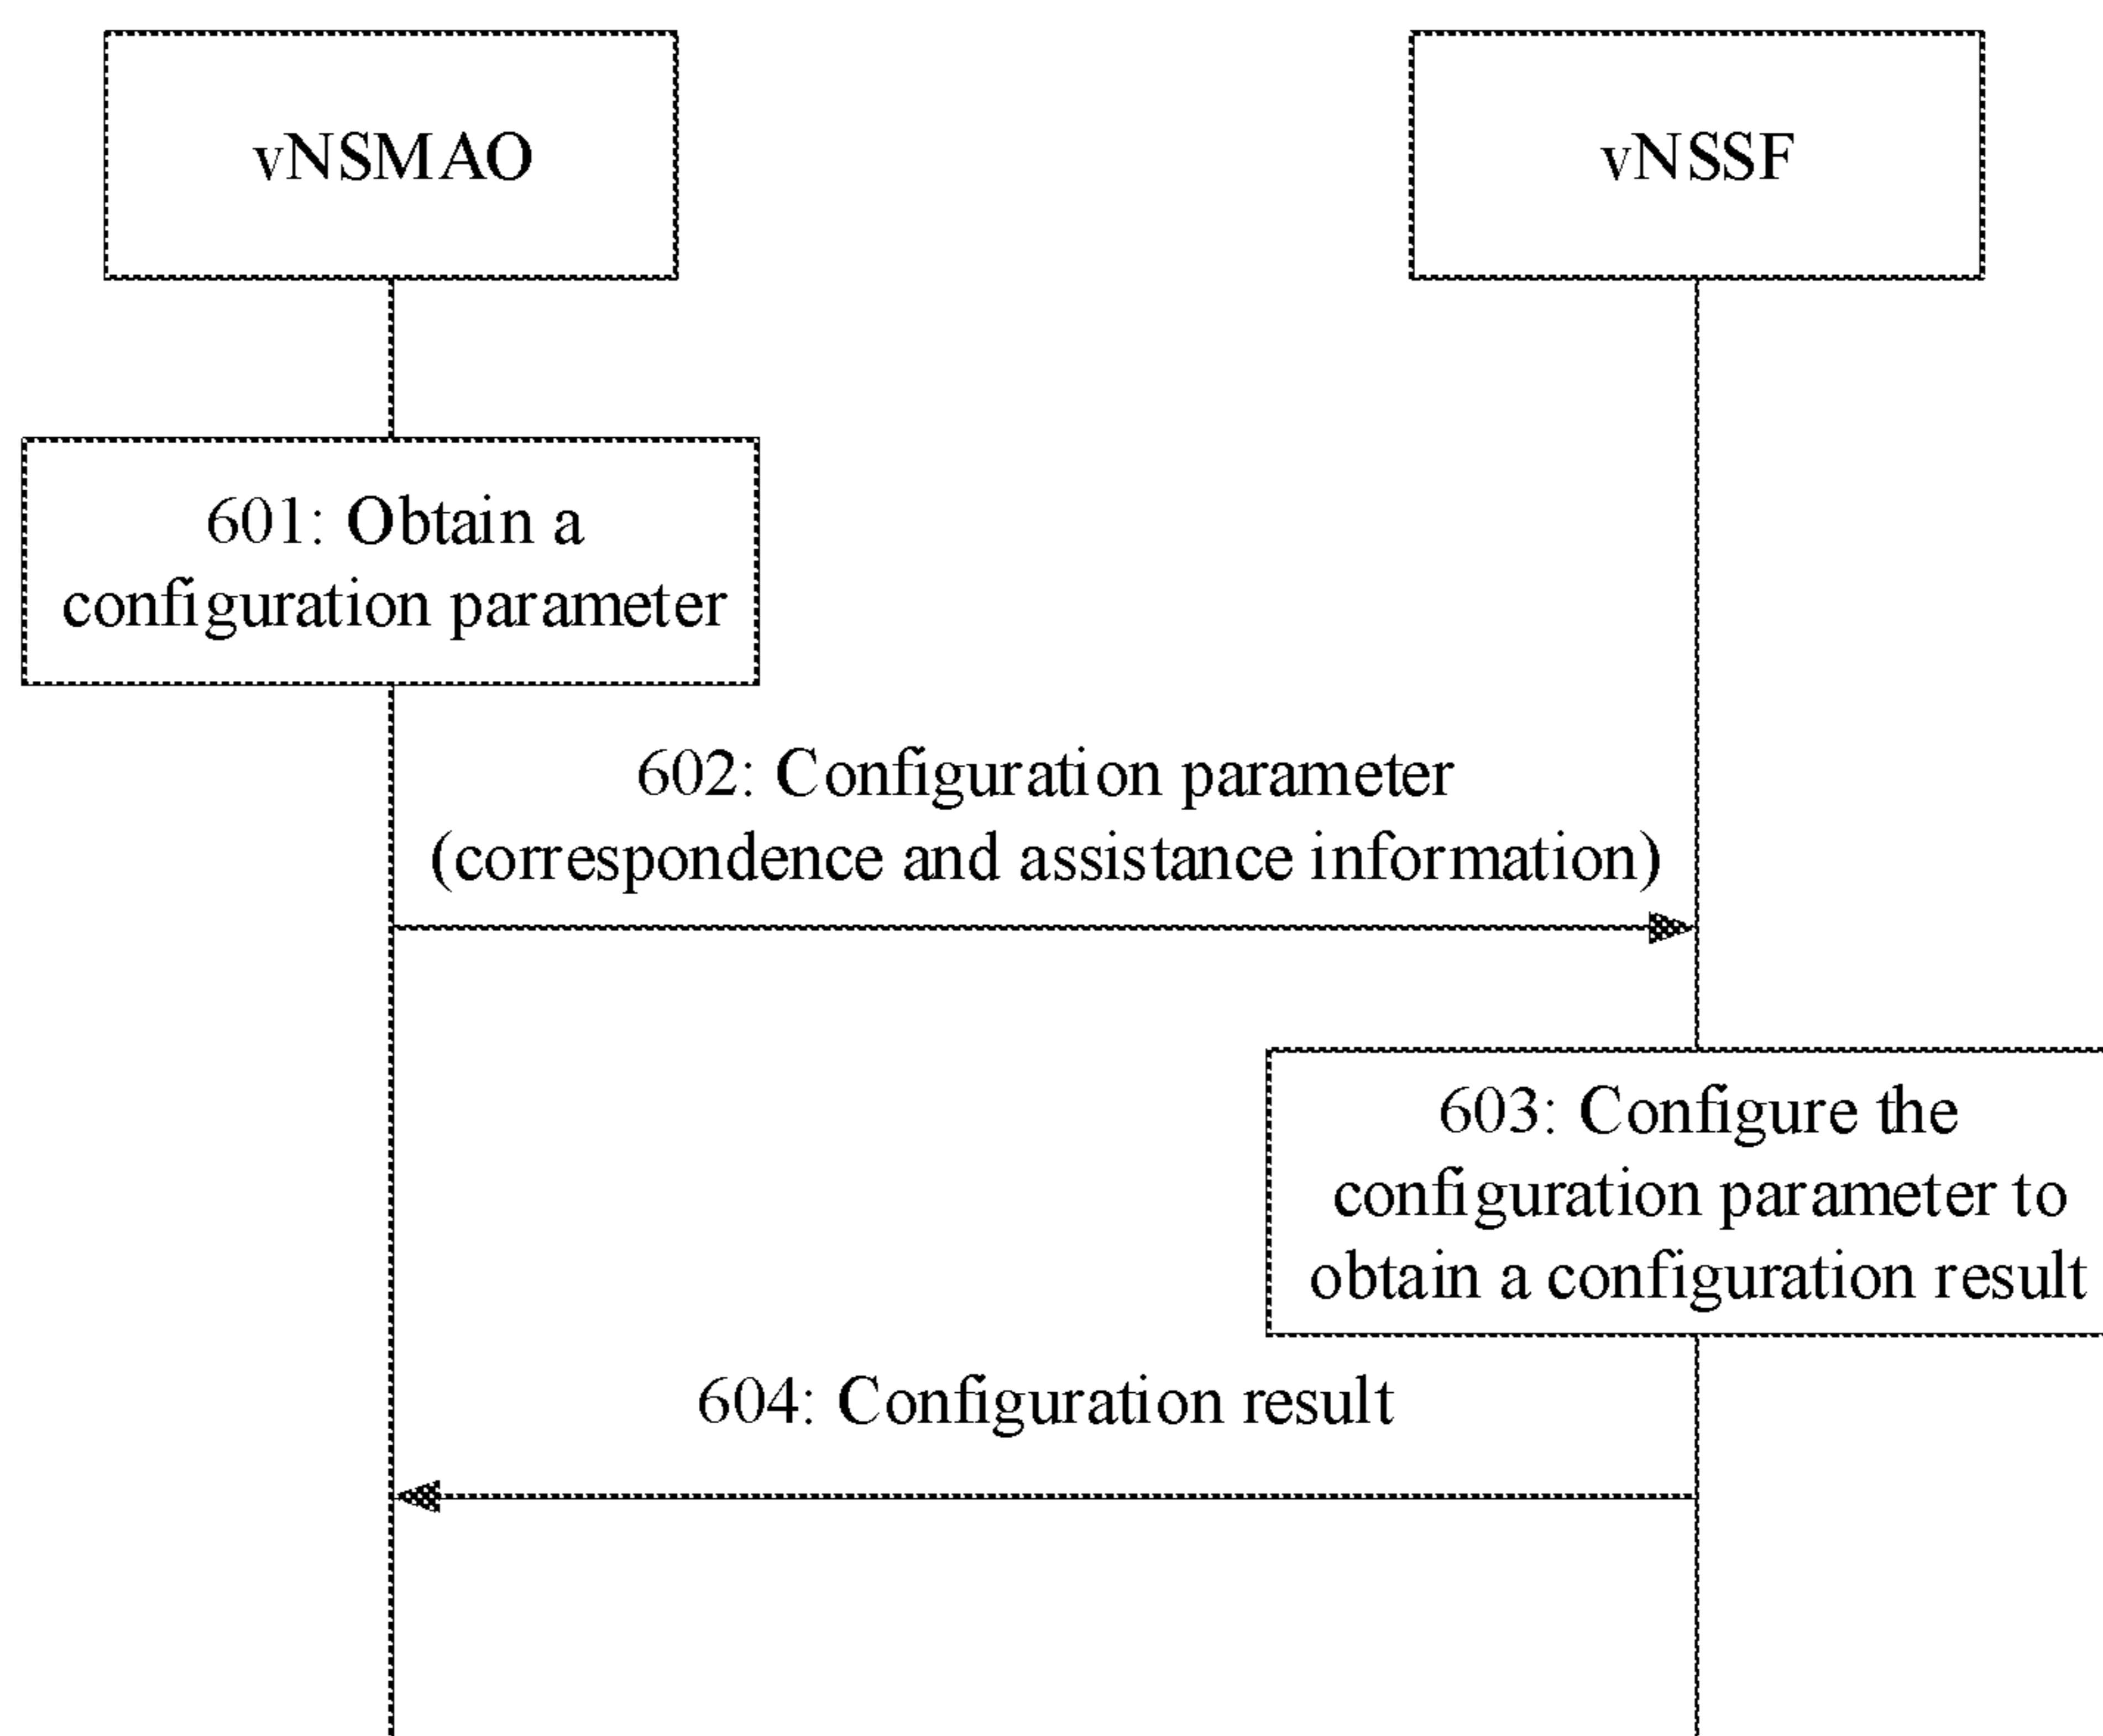 vNSMAO
vNSSF
601: Obtain a
configuration parameter
602: Configuration parameter
(correspondence and assistance information)
603: Configure the
configuration parameter to
obtain a configuration result
604: Configuration result